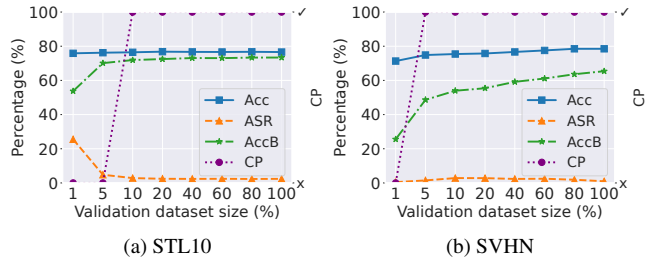 100
80
60
40
20
0
Percentage (%)
1 5 10 20 40 60 80 100
Validation dataset size (%)
✓
CP
x
Acc
ASR
AccB
CP
(a) STL10
100
80
60
40
20
0
Percentage (%)
1 5 10 20 40 60 80 100
Validation dataset size (%)
✓
CP
x
Acc
ASR
AccB
CP
(b) SVHN